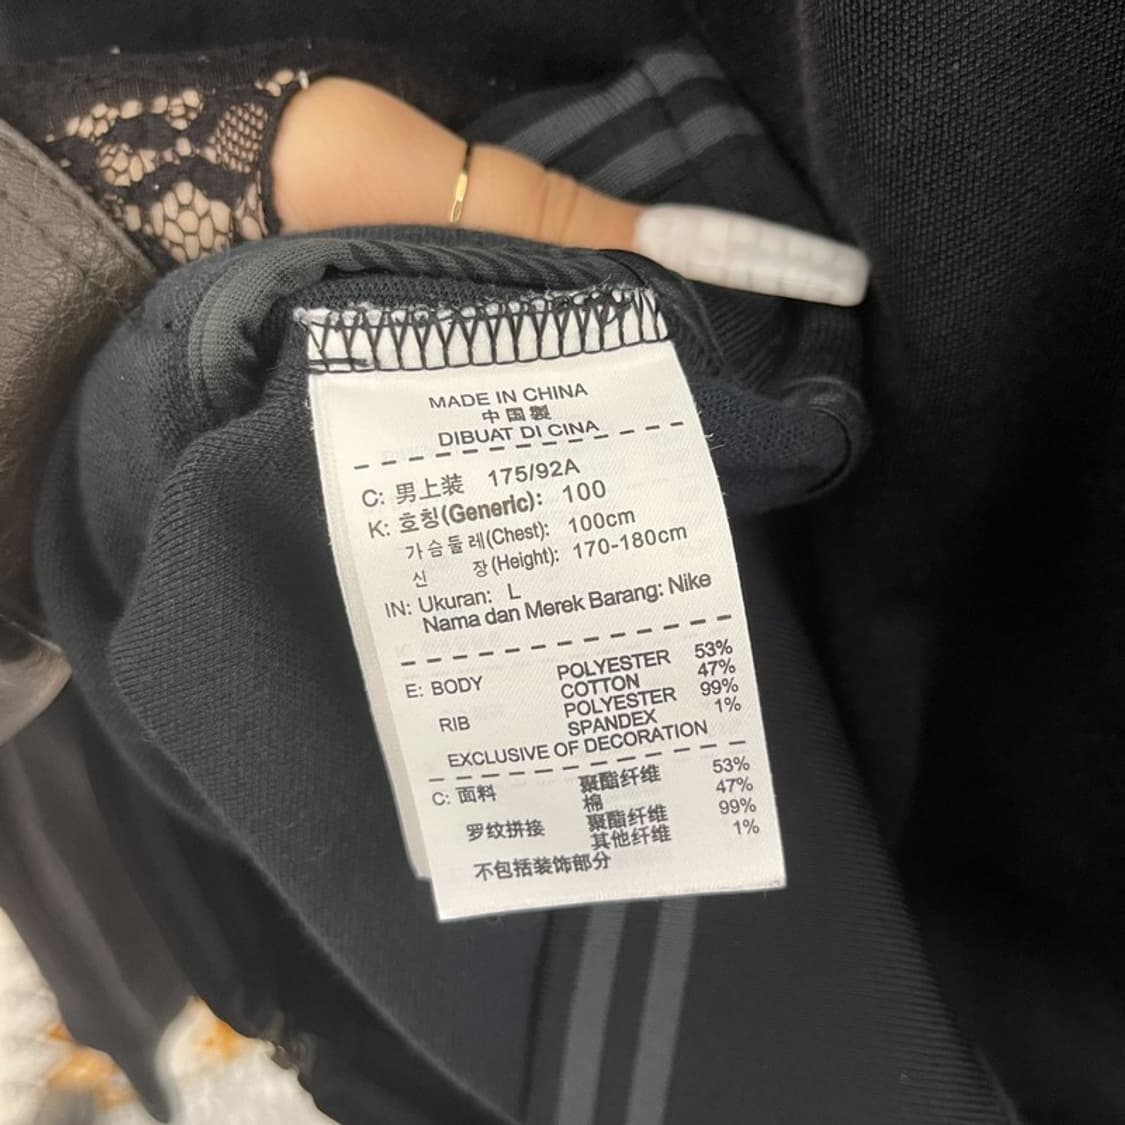 MADE IN CHINA
中国製
DIBUAT DI CINA
C: 男上装 175/92A
K: 호칭(Generic): 100
가슴둘레(Chest): 100cm
신 장(Height): 170-180cm
IN: Ukuran: L
Nama dan Merek Barang: Nike
E: BODY POLYESTER 53%
COTTON 47%
RIB POLYESTER 99%
SPANDEX 1%
EXCLUSIVE OF DECORATION
C: 面料 聚酯纤维 53%
棉 47%
罗纹拼接 聚酯纤维 99%
其他纤维 1%
不包括装饰部分